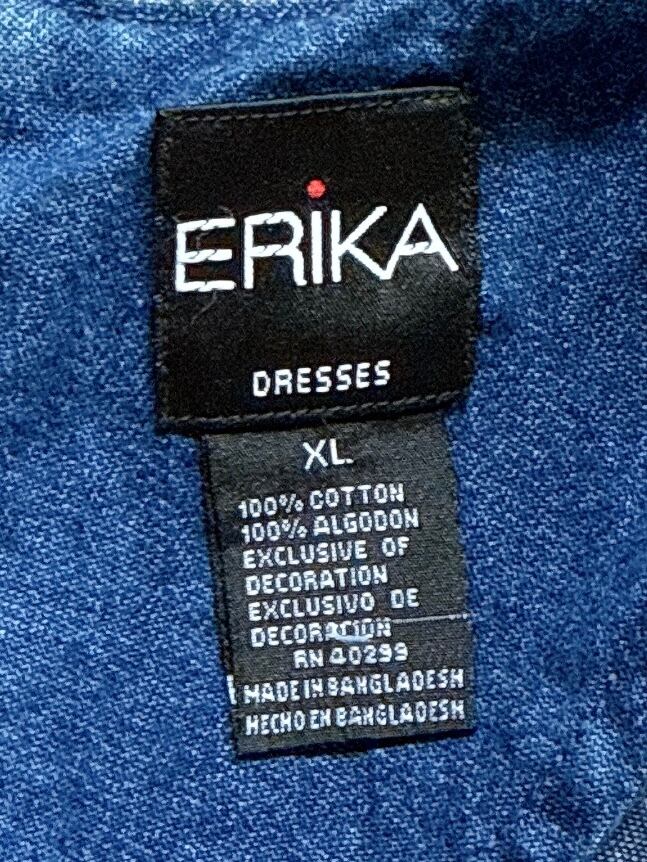 ERiKA
DRESSES
XL
100% COTTON
100% ALGODON
EXCLUSIVE OF
DECORATION
EXCLUSIVO DE
DECORACION
RN 40299
MADE IN BANGLADESH
HECHO EN BANGLADESH